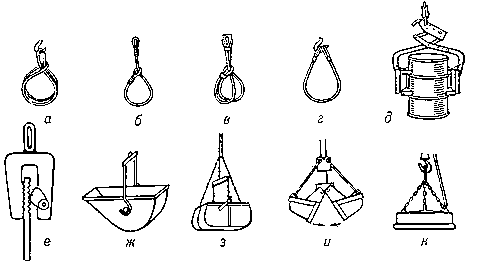 а б в г д
е ж з и к